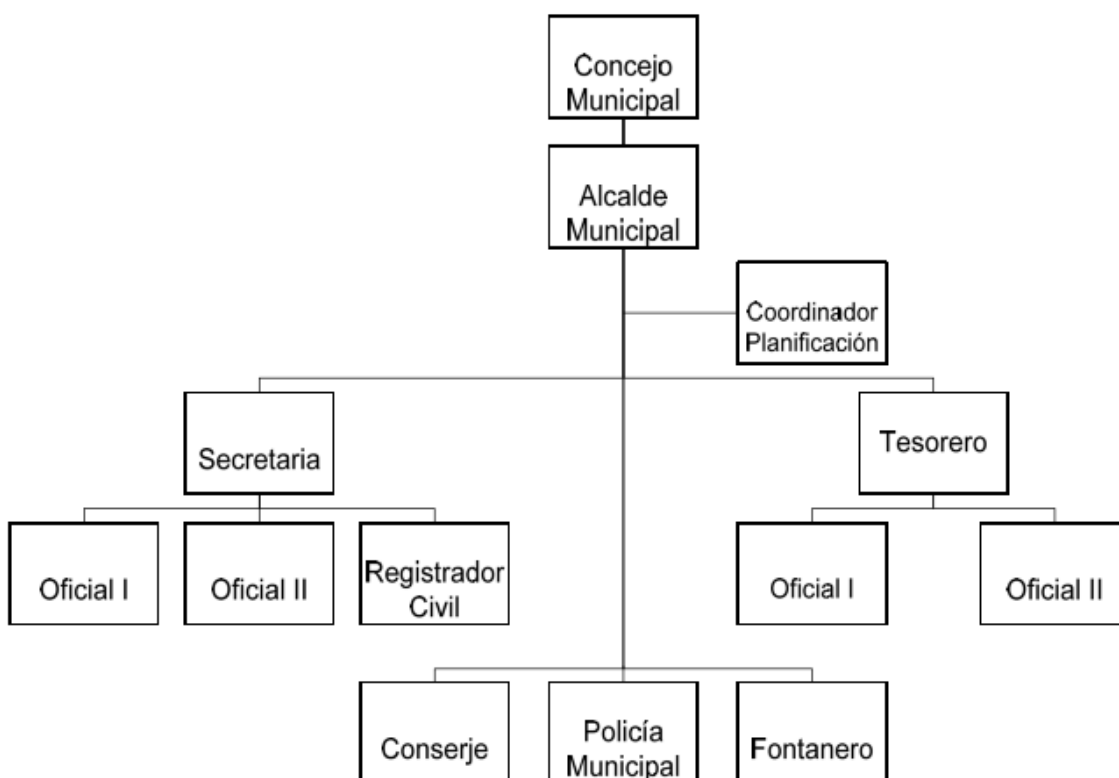 Concejo
Municipal
Alcalde
Municipal
Coordinador
Planificación
Secretaria
Tesorero
Oficial I
Oficial II
Registrador
Civil
Oficial I
Oficial II
Conserje
Policía
Municipal
Fontanero